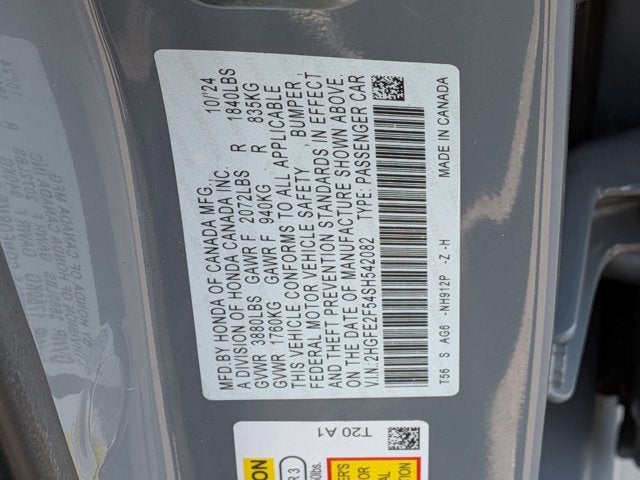 MFD.BY HONDA OF CANADA MFG. 10/24
A DIVISION OF HONDA CANADA INC.
GVWR 3880LBS GAWR F 2072LBS R 1840LBS
GVWR 1760KG GAWR F 940KG R 835KG
THIS VEHICLE CONFORMS TO ALL APPLICABLE
FEDERAL MOTOR VEHICLE SAFETY, BUMPER
AND THEFT PREVENTION STANDARDS IN EFFECT
ON THE DATE OF MANUFACTURE SHOWN ABOVE.
V.I.N: 2HGFE2F54SH542082 TYPE: PASSENGER CAR
T56 S AG6 -NH912P -Z -H MADE IN CANADA
T20 A1